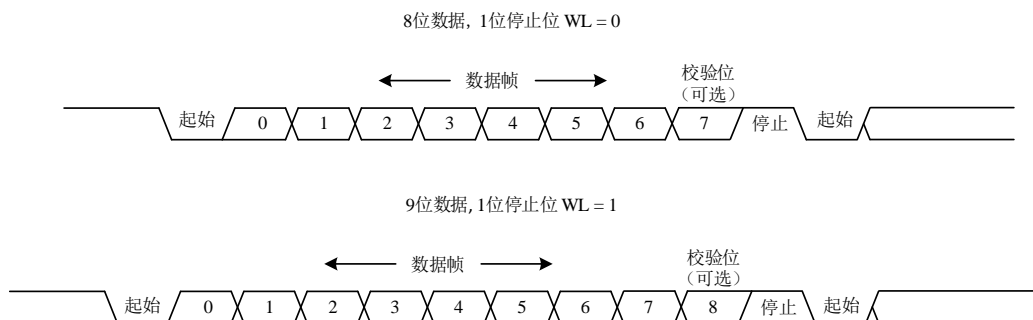 8位数据, 1位停止位 WL = 0
数据帧
校验位
（可选）
起始 0 1 2 3 4 5 6 7 停止 起始
9位数据, 1位停止位 WL = 1
数据帧
校验位
（可选）
起始 0 1 2 3 4 5 6 7 8 停止 起始